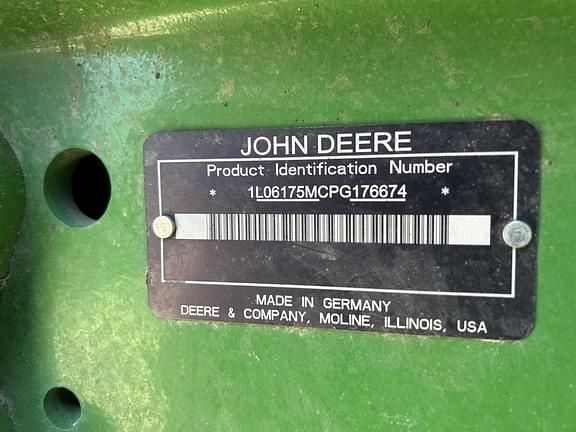 JOHN DEERE
Product Identification Number
* 1L06175MCPG176674 *
MADE IN GERMANY
DEERE & COMPANY, MOLINE, ILLINOIS, USA